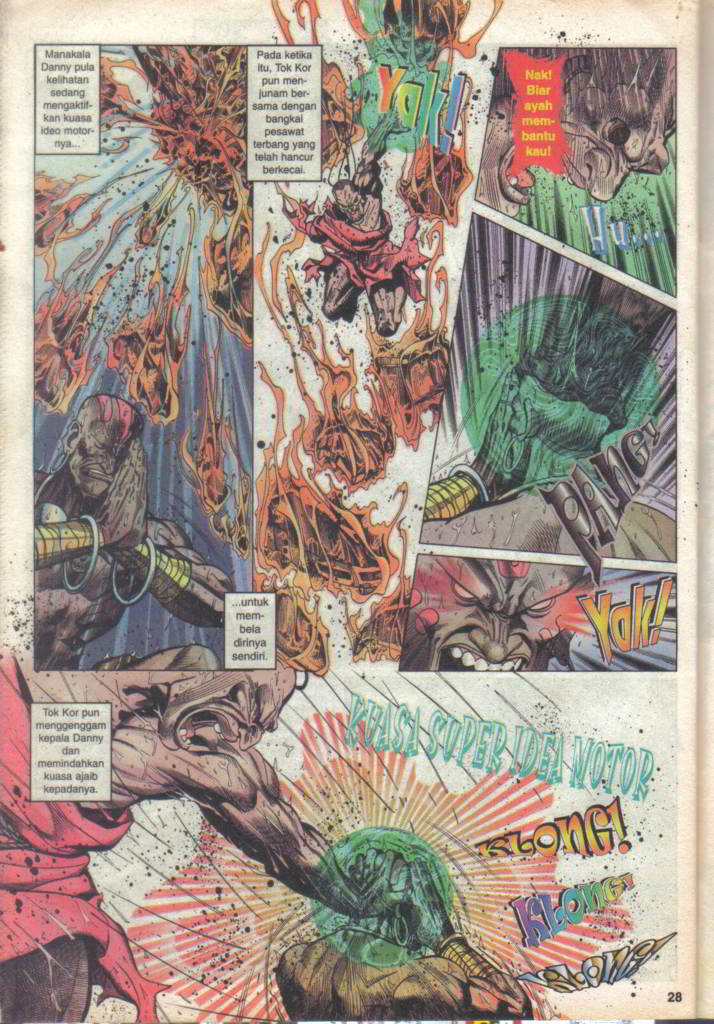 Manakala
Danny pula
kelihatan
sedang
mengaktif-
kan kuasa
ideo motor-
nya...
Pada ketika
itu, Tok Kor
pun men-
junam ber-
sama dengan
bangkai
pesawat
terbang yang
telah hancur
berkecai.
Yak!
Nak!
Biar
ayah
mem-
bantu
kau!
Hu...
PANG!
...untuk
mem-
bela
dirinya
sendiri.
Yak!
Tok Kor pun
menggenggam
kepala Danny
dan
memindahkan
kuasa ajaib
kepadanya.
KUASA SUPER IDEA MOTOR
KLONG!
KLONG!
KLONG!
28